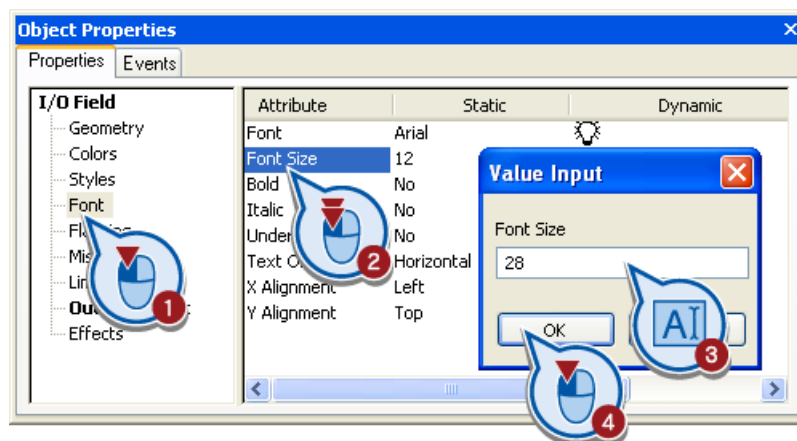 Object Properties
Properties Events
I/O Field
Geometry
Colors
Styles
Font
Effects
Attribute Static Dynamic
Font Arial
Font Size 12
Bold No
Italic No
No
Horizontal
X Alignment Left
Y Alignment Top
Value Input
Font Size
28
OK
AI
1
2
3
4